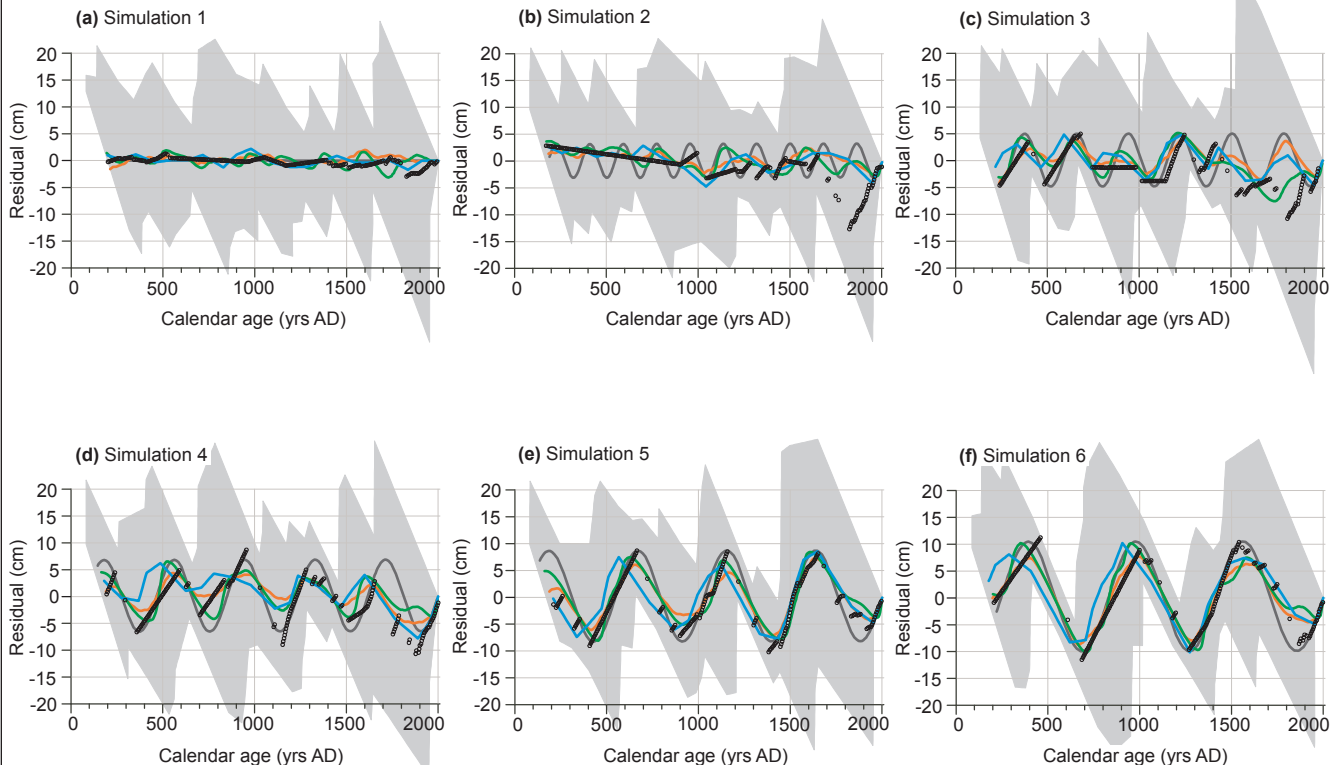 (a) Simulation 1
20
15
10
5
0
-5
-10
-15
-20
Residual (cm)
0 500 1000 1500 2000
Calendar age (yrs AD)
(b) Simulation 2
20
15
10
5
0
-5
-10
-15
-20
Residual (cm)
0 500 1000 1500 2000
Calendar age (yrs AD)
(c) Simulation 3
20
15
10
5
0
-5
-10
-15
-20
Residual (cm)
0 500 1000 1500 2000
Calendar age (yrs AD)
(d) Simulation 4
20
15
10
5
0
-5
-10
-15
-20
Residual (cm)
0 500 1000 1500 2000
Calendar age (yrs AD)
(e) Simulation 5
20
15
10
5
0
-5
-10
-15
-20
Residual (cm)
0 500 1000 1500 2000
Calendar age (yrs AD)
(f) Simulation 6
20
15
10
5
0
-5
-10
-15
-20
Residual (cm)
0 500 1000 1500 2000
Calendar age (yrs AD)